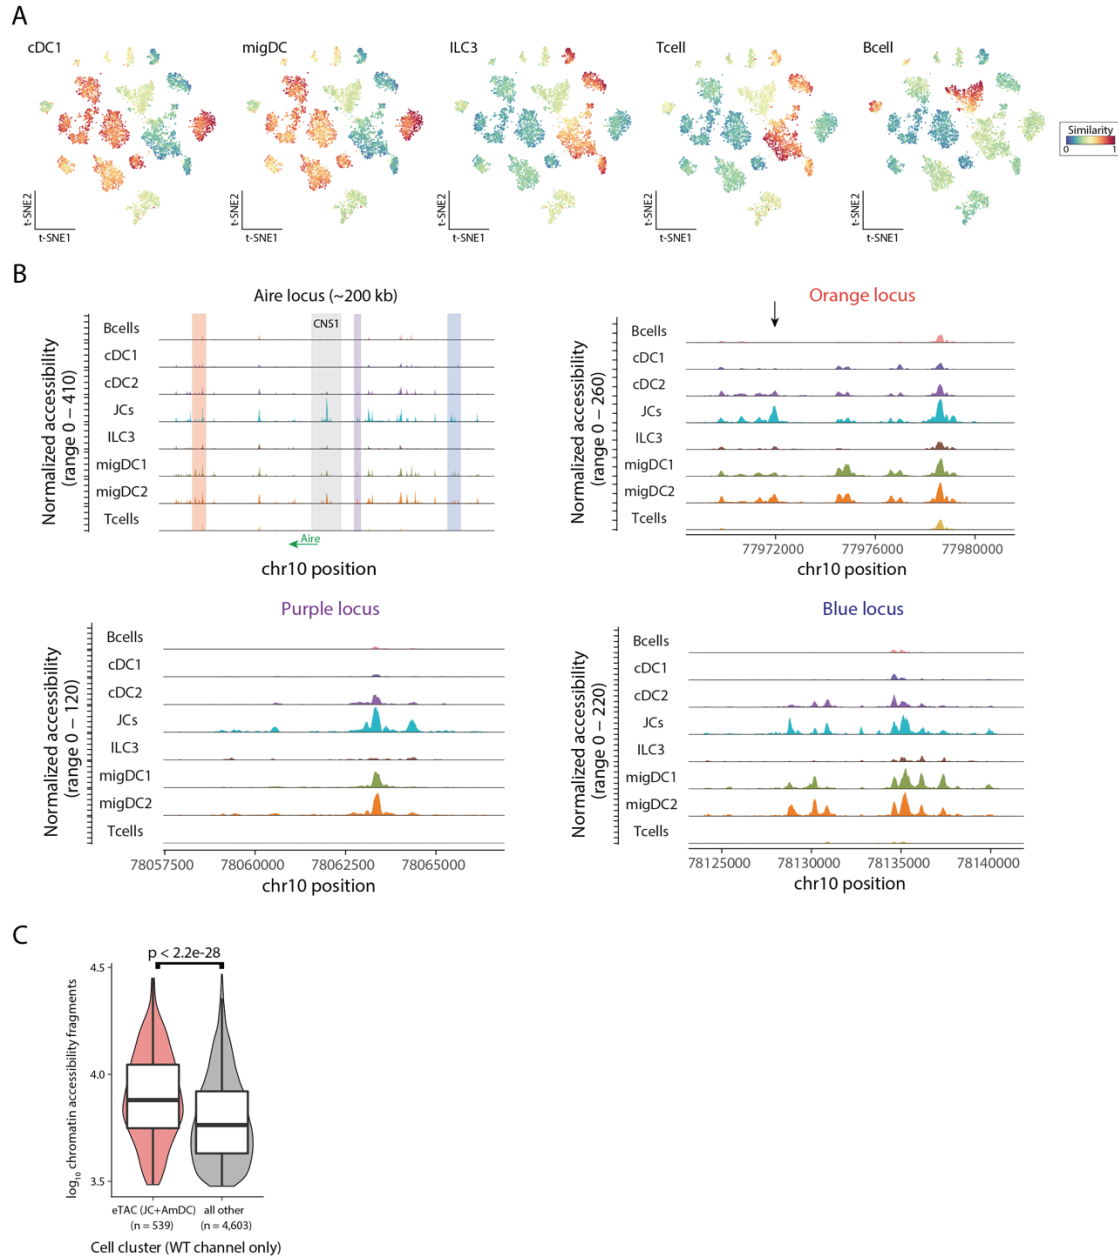 A
cDC1
migDC
ILC3
Tcell
Bcell
Similarity
0 1
t-SNE2
t-SNE1
t-SNE2
t-SNE1
t-SNE2
t-SNE1
t-SNE2
t-SNE1
t-SNE2
t-SNE1
B
Aire locus (~200 kb)
Normalized accessibility
(range 0 – 410)
Bcells
cDC1
cDC2
JCs
ILC3
migDC1
migDC2
Tcells
CNS1
Aire
chr10 position
Orange locus
Normalized accessibility
(range 0 – 260)
Bcells
cDC1
cDC2
JCs
ILC3
migDC1
migDC2
Tcells
77972000 77976000 77980000
chr10 position
Purple locus
Normalized accessibility
(range 0 – 120)
Bcells
cDC1
cDC2
JCs
ILC3
migDC1
migDC2
Tcells
78057500 78060000 78062500 78065000
chr10 position
Blue locus
Normalized accessibility
(range 0 – 220)
Bcells
cDC1
cDC2
JCs
ILC3
migDC1
migDC2
Tcells
78125000 78130000 78135000 78140000
chr10 position
C
p < 2.2e-28
log10 chromatin accessibility fragments
4.5
4.0
3.5
eTAC (JC+AmDC) all other
(n = 539) (n = 4,603)
Cell cluster (WT channel only)